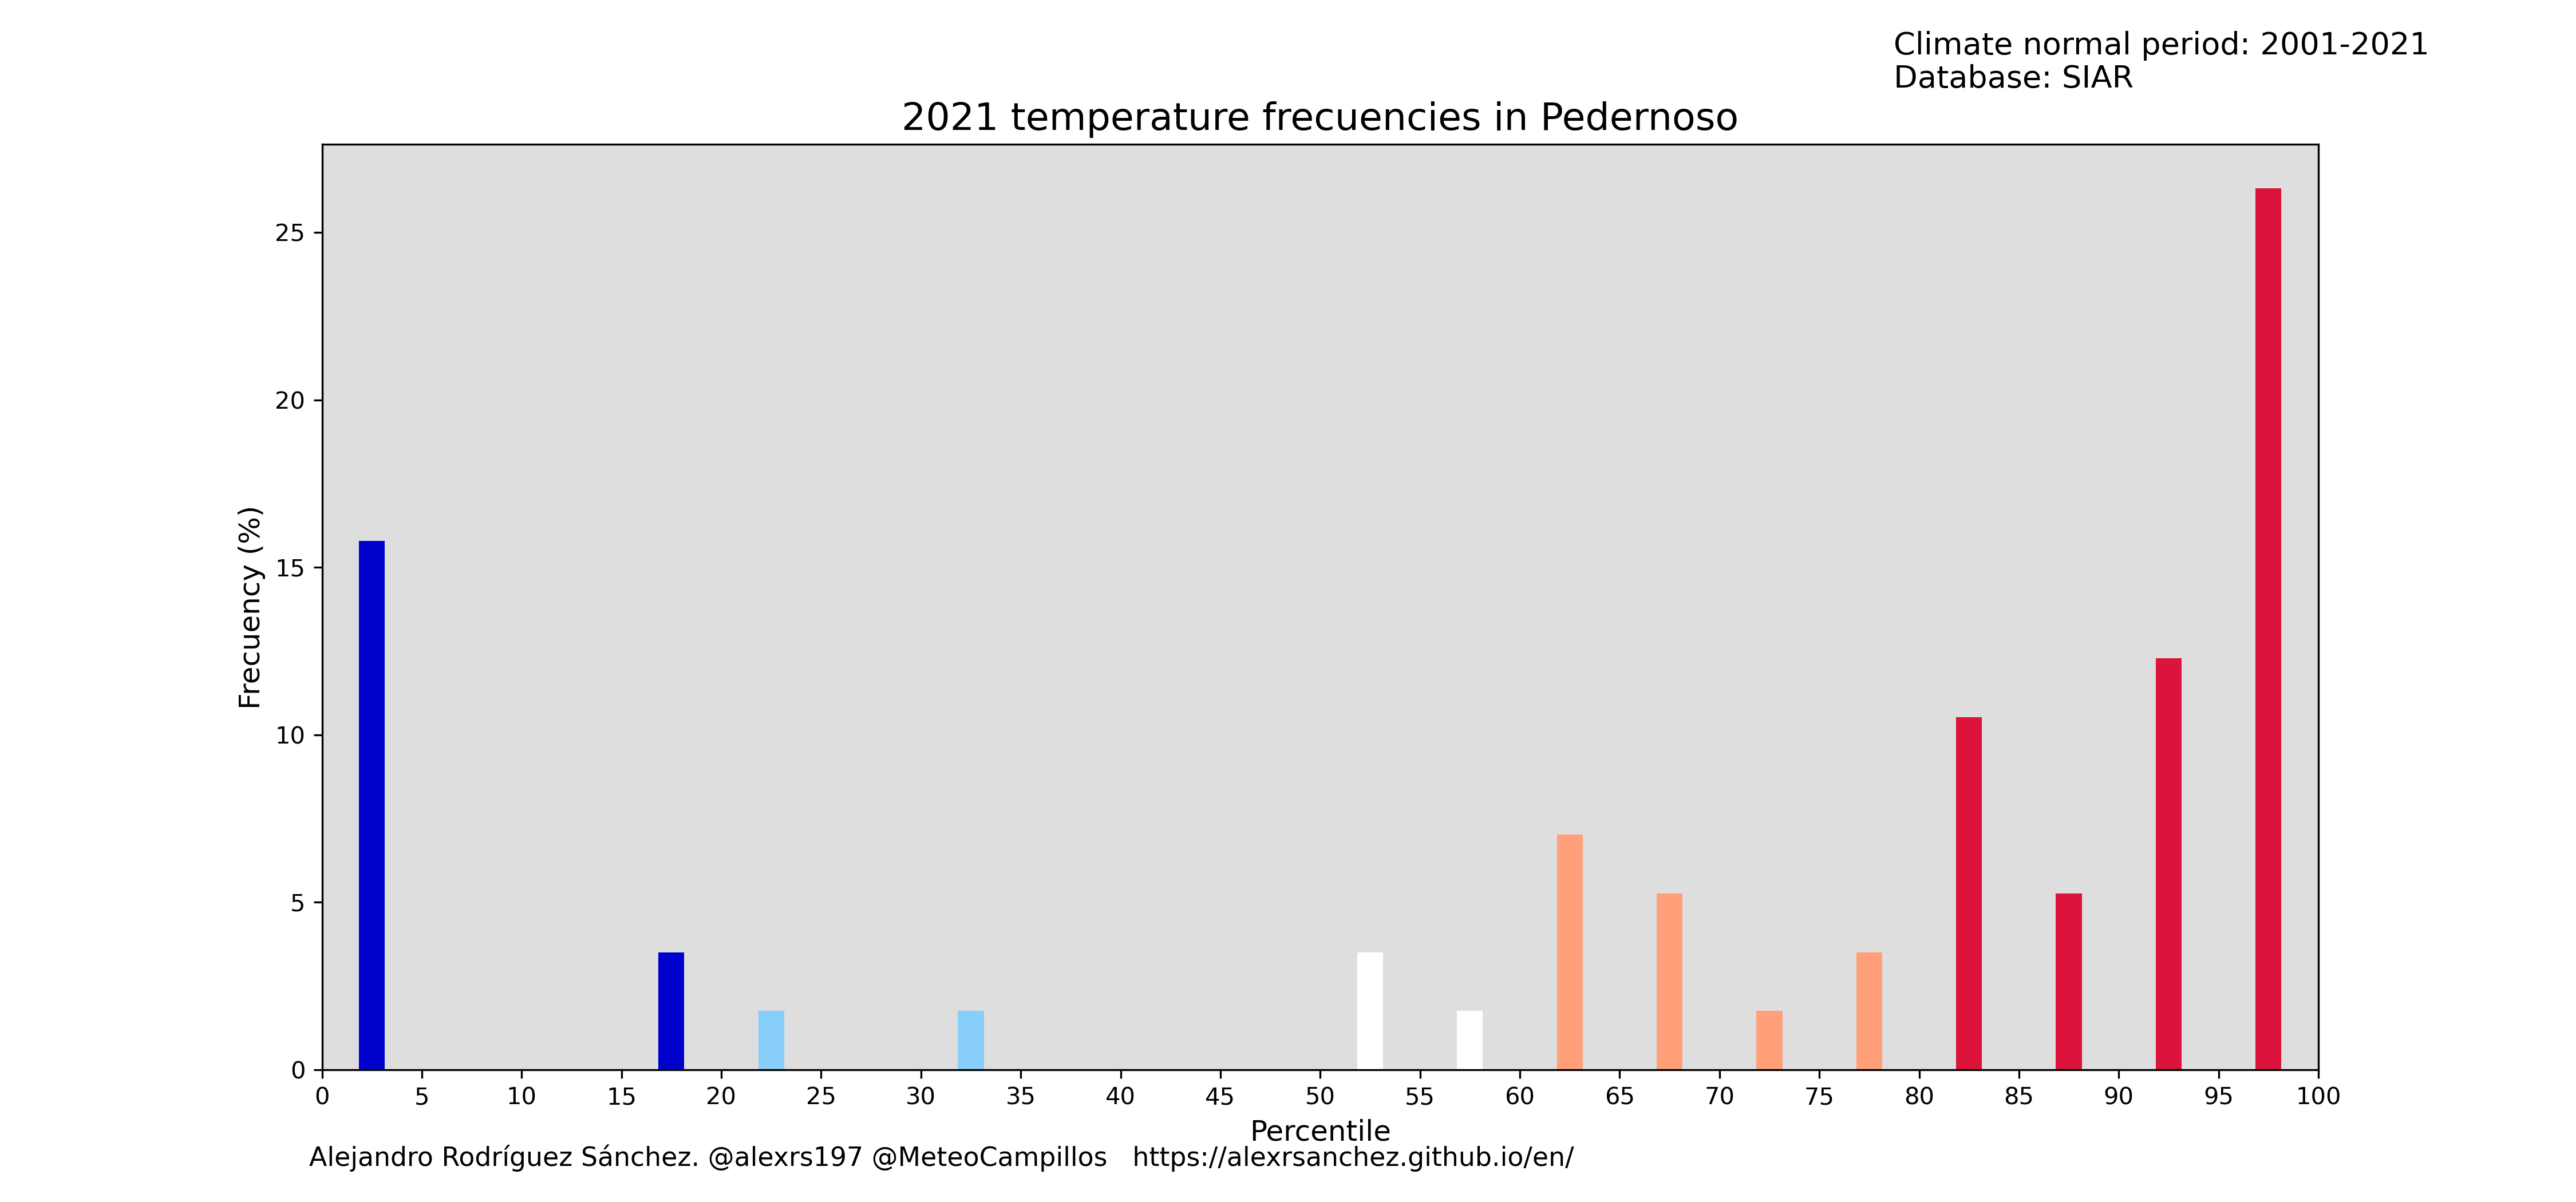 Climate normal period: 2001-2021
Database: SIAR
2021 temperature frecuencies in Pedernoso
Frecuency (%)
25
20
15
10
5
0
0 5 10 15 20 25 30 35 40 45 50 55 60 65 70 75 80 85 90 95 100
Percentile
Alejandro Rodríguez Sánchez. @alexrs197 @MeteoCampillos https://alexrsanchez.github.io/en/